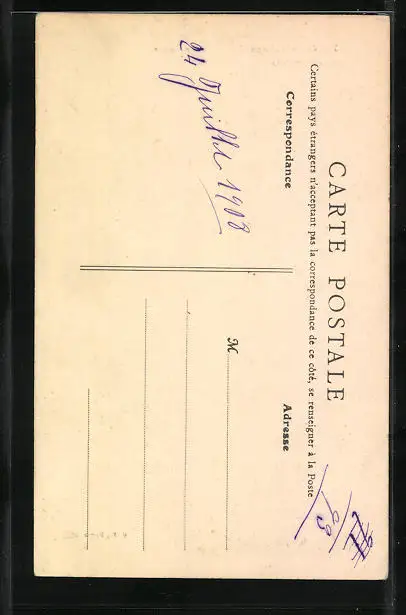 CARTE POSTALE
Certains pays étrangers n'acceptant pas la correspondance de ce côté, se renseigner à la Poste
Correspondance
Adresse
24 Juillet 1908
M